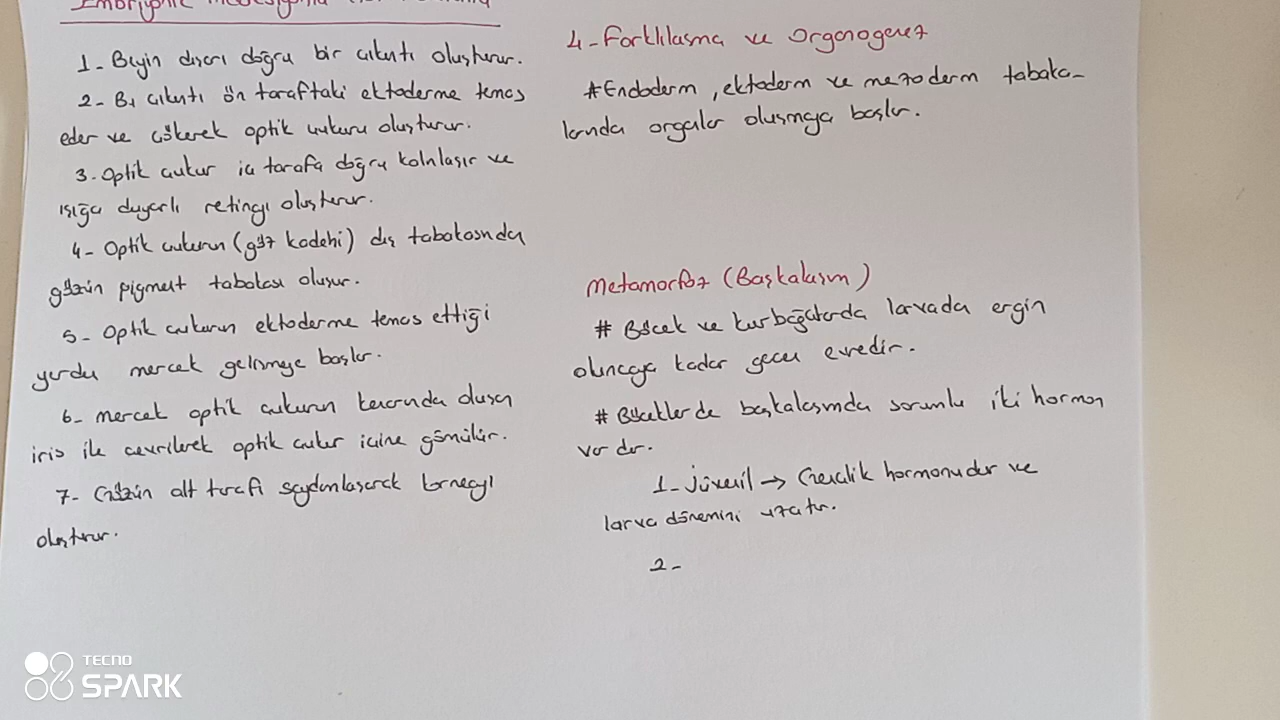 1- Beyin dışarı doğru bir çıkıntı oluşturur.
2- Bu çıkıntı ön taraftaki ektoderme temas
eder ve çökerek optik çukuru oluşturur.
3. Optik çukur iç tarafa doğru kalınlaşır ve
ışığa duyarlı retinayı oluşturur.
4- Optik çukurun (göz kadehi) dış tabakasında
gözün pigment tabakası oluşur.
5- Optik çukurun ektoderme temas ettiği
yerden mercek gelişmeye başlar.
6- mercek optik çukurun kenarında oluşan
iris ile çevrilerek optik çukur içine gömülür.
7- Gözün alt tarafı saydamlaşarak korneayı
oluşturur.
4- Farklılaşma ve Organogenez
#Endoderm, ektoderm ve mezoderm tabaka-
larında organlar oluşmaya başlar.
Metamorfoz (Başkalaşım)
# Böcek ve kurbağalarda larvada ergin
oluncaya kadar geçen evredir.
# Böceklerde başkalaşımda sorumlu iki hormon
vardır.
1- Jüvenil → Gençlik hormonudur ve
larva dönemini uzatır.
2-
TECNO
SPARK